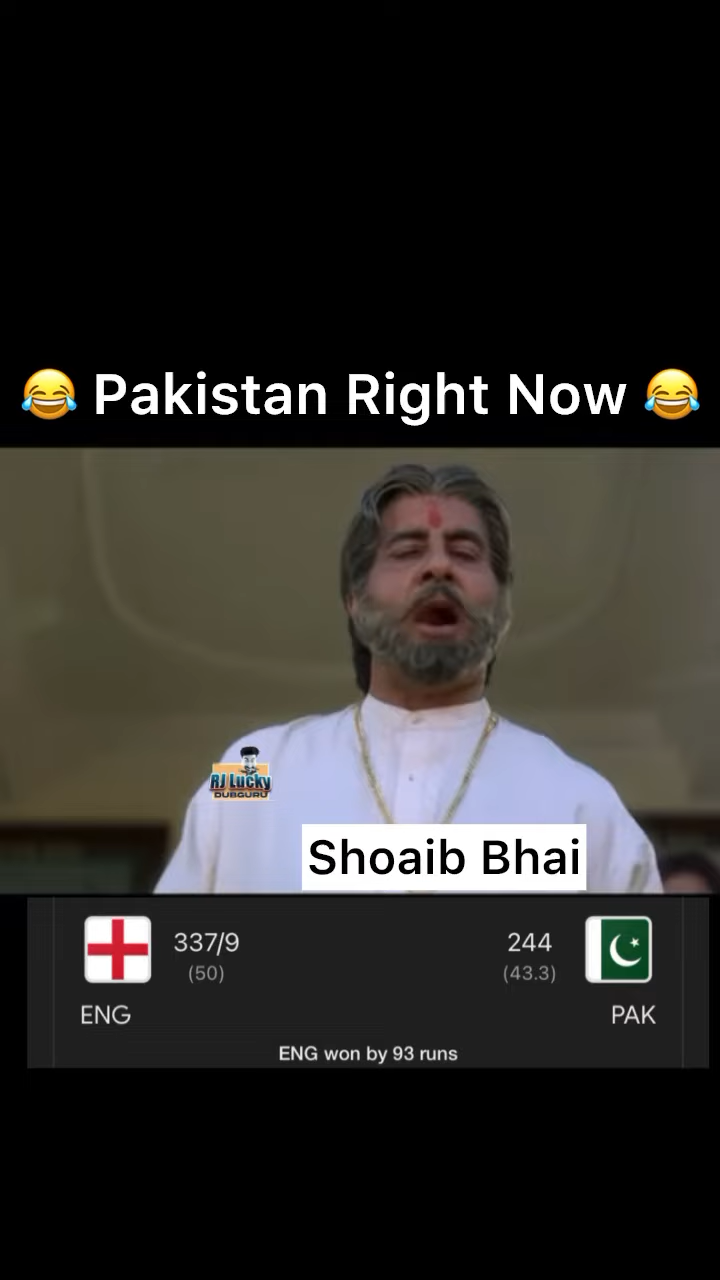 😂 Pakistan Right Now 😂
RJ Lucky
DUBGURU
Shoaib Bhai
337/9
244
(50)
(43.3)
ENG
PAK
ENG won by 93 runs